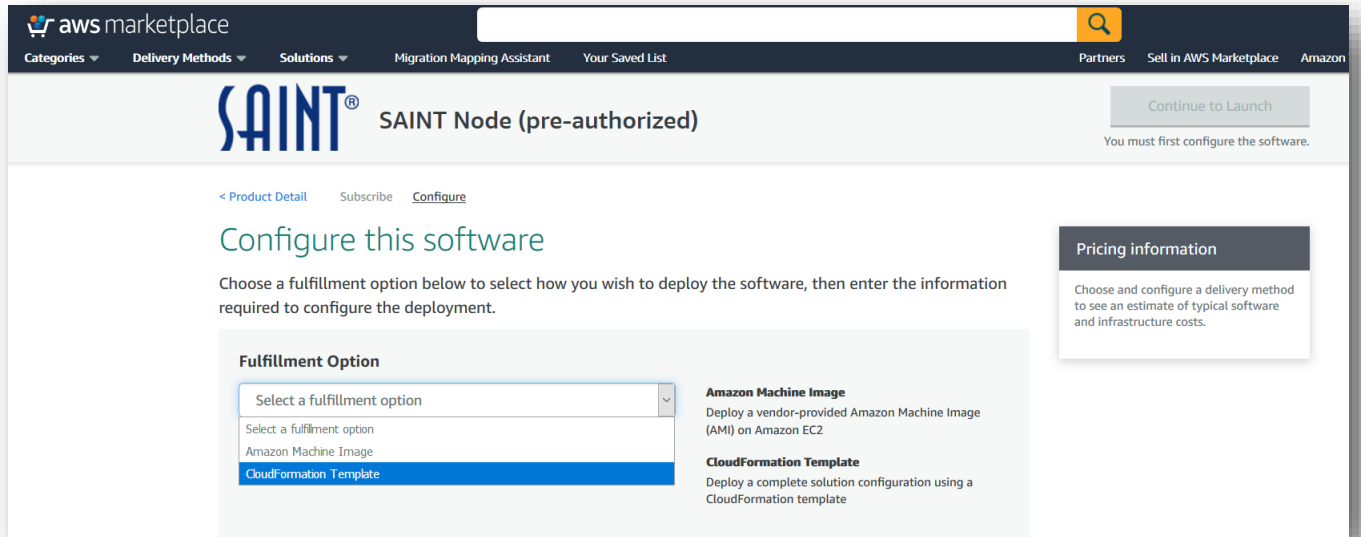 aws marketplace
Categories Delivery Methods Solutions Migration Mapping Assistant Your Saved List Partners Sell in AWS Marketplace Amazon
SAINT® SAINT Node (pre-authorized)
Continue to Launch
You must first configure the software.
< Product Detail Subscribe Configure
Configure this software
Choose a fulfillment option below to select how you wish to deploy the software, then enter the information
required to configure the deployment.
Pricing information
Choose and configure a delivery method
to see an estimate of typical software
and infrastructure costs.
Fulfillment Option
Select a fulfillment option
Select a fulfillment option
Amazon Machine Image
CloudFormation Template
Amazon Machine Image
Deploy a vendor-provided Amazon Machine Image
(AMI) on Amazon EC2
CloudFormation Template
Deploy a complete solution configuration using a
CloudFormation template